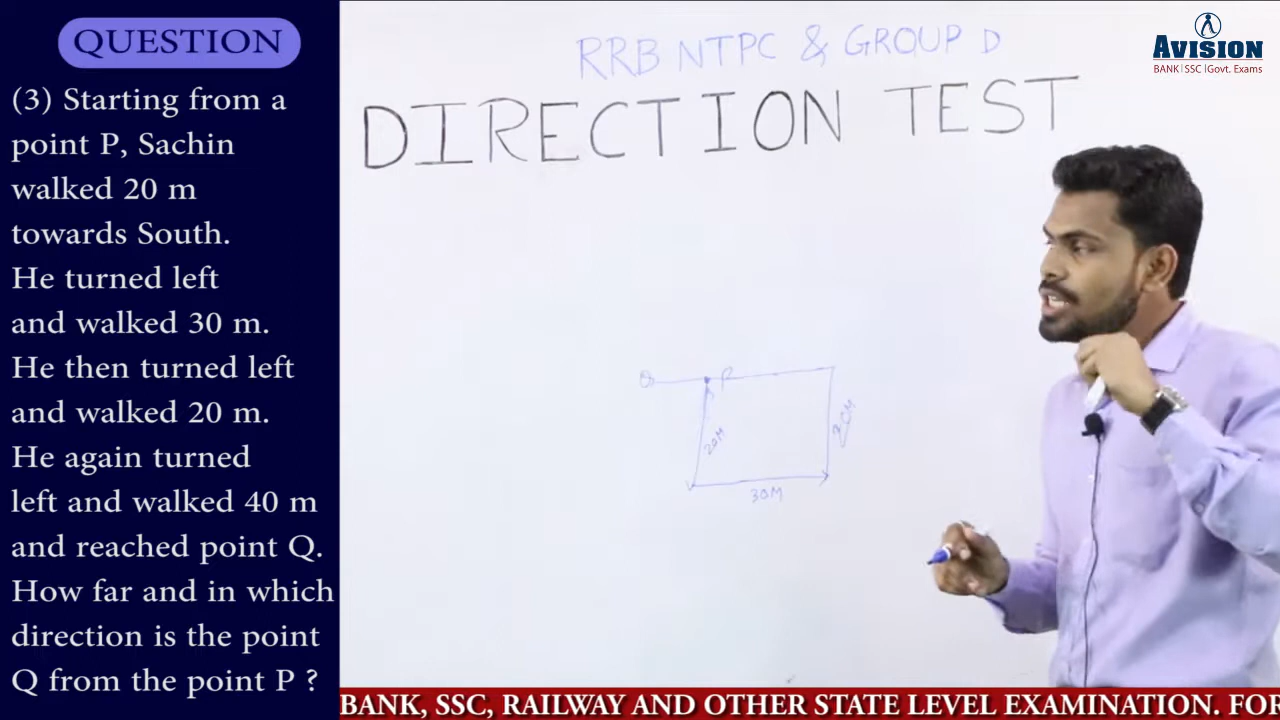 QUESTION
(3) Starting from a
point P, Sachin
walked 20 m
towards South.
He turned left
and walked 30 m.
He then turned left
and walked 20 m.
He again turned
left and walked 40 m
and reached point Q.
How far and in which
direction is the point
Q from the point P ?
RRB NTPC & GROUP D
DIRECTION TEST
AVISION
BANK|SSC|Govt. Exams
Q
P
20M
20M
30M
BANK, SSC, RAILWAY AND OTHER STATE LEVEL EXAMINATION. FOR